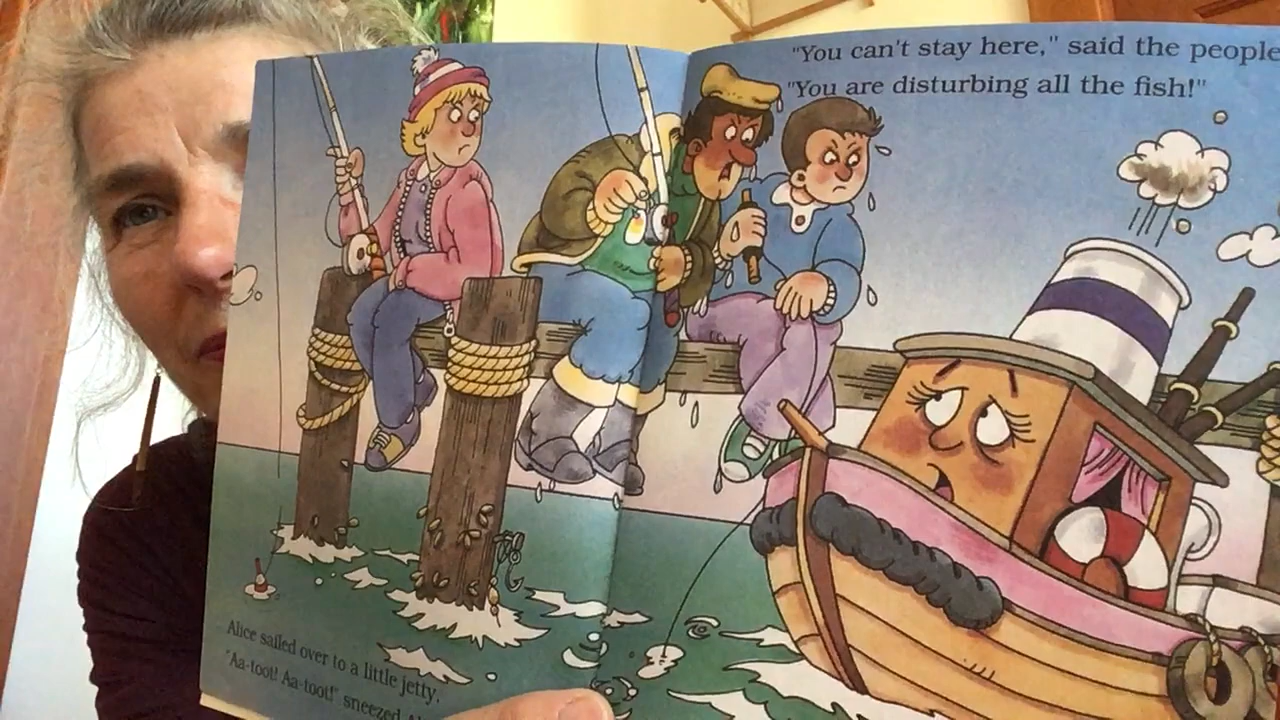 Alice sailed over to a little jetty.
"Aa-toot! Aa-toot!" sneezed
"You can't stay here," said the people
"You are disturbing all the fish!"